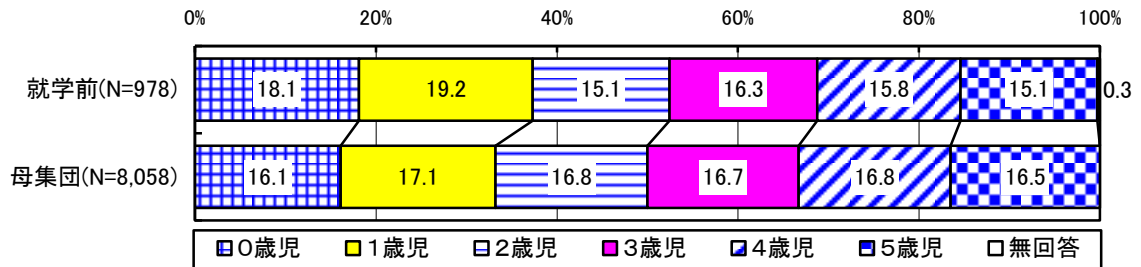 0% 20% 40% 60% 80% 100%
就学前(N=978) 18.1 19.2 15.1 16.3 15.8 15.1 0.3
母集団(N=8,058) 16.1 17.1 16.8 16.7 16.8 16.5
０歳児 １歳児 ２歳児 ３歳児 ４歳児 ５歳児 無回答